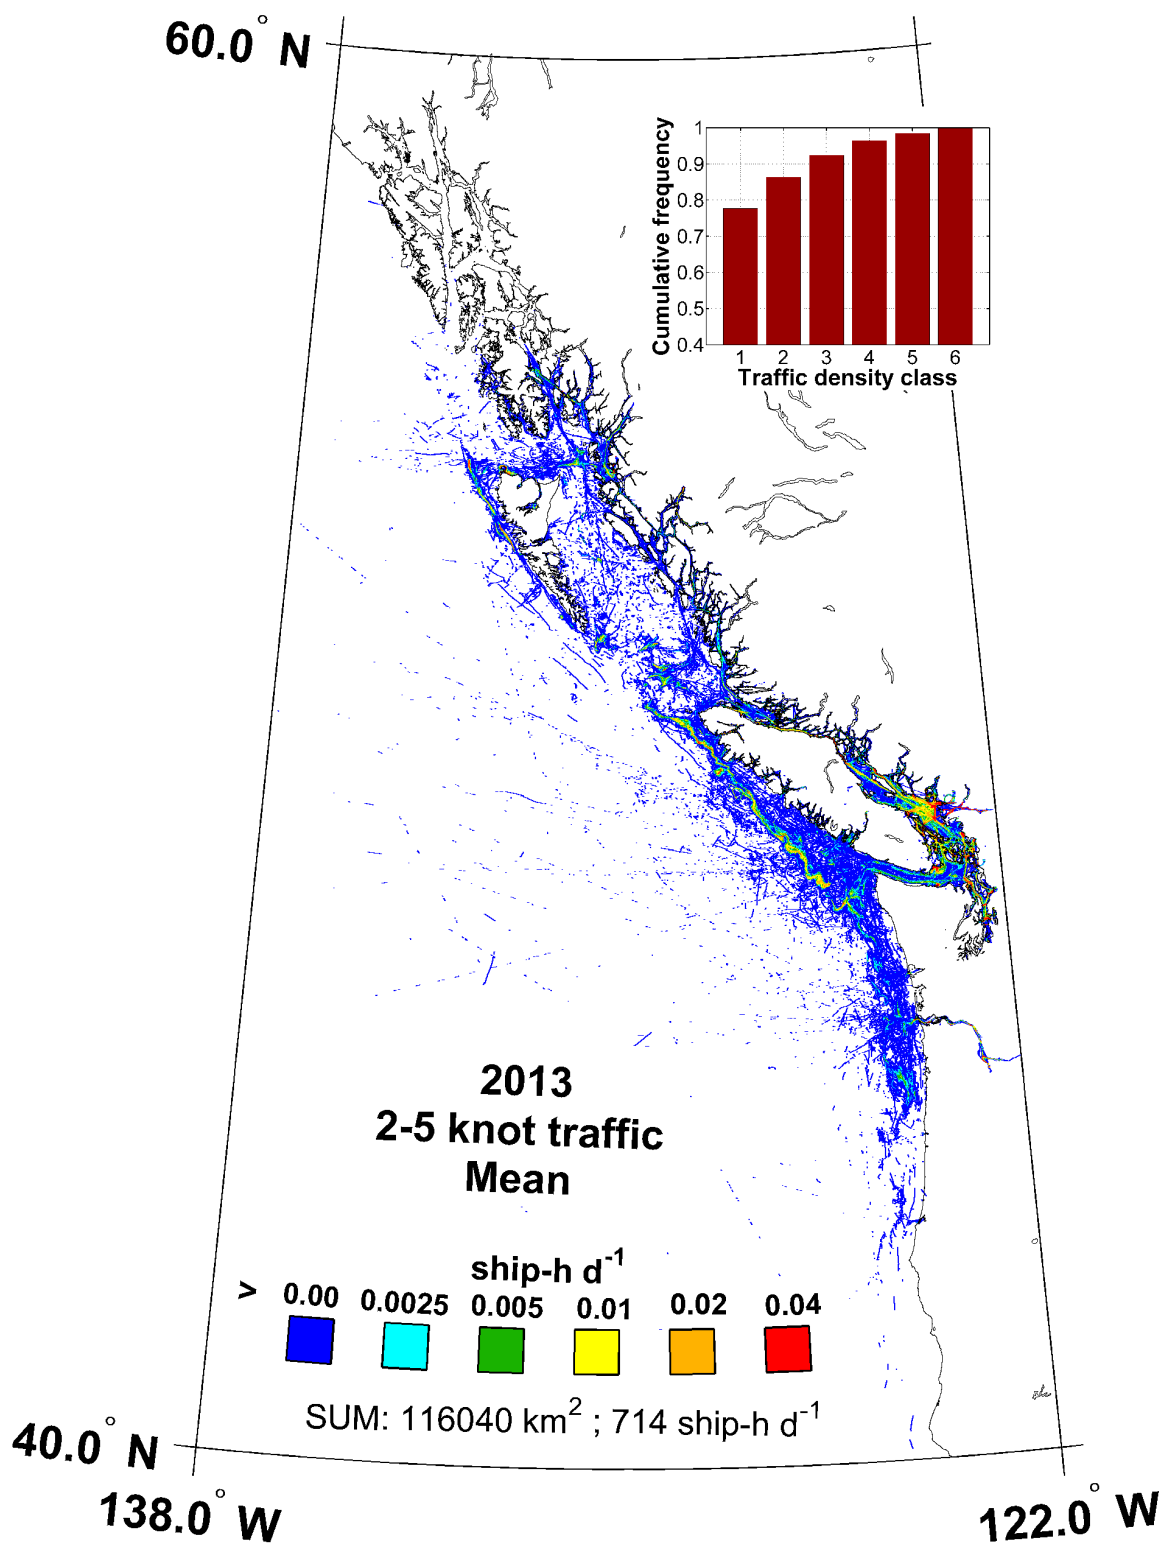 60.0° N
Cumulative frequency
1
0.9
0.8
0.7
0.6
0.5
0.4
1 2 3 4 5 6
Traffic density class
2013
2-5 knot traffic
Mean
ship-h d⁻¹
> 0.00 0.0025 0.005 0.01 0.02 0.04
SUM: 116040 km² ; 714 ship-h d⁻¹
40.0° N
138.0° W
122.0° W